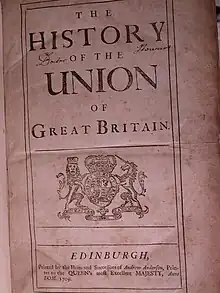 THE
HISTORY
OF THE
UNION
OF
GREAT BRITAIN.
EDINBURGH,
Printed by the Heirs and Successors of Andrew Anderson, Prin-
ter to the QUEEN's most Excellent MAJESTY, Anno
DOM. 1709.